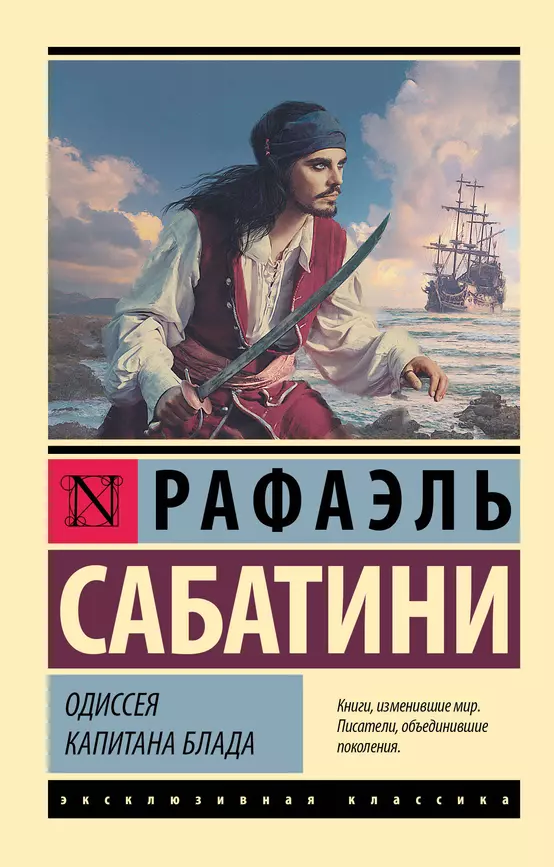 N РАФАЭЛЬ
САБАТИНИ
ОДИССЕЯ
КАПИТАНА БЛАДА
Книги, изменившие мир.
Писатели, объединившие
поколения.
эксклюзивная классика